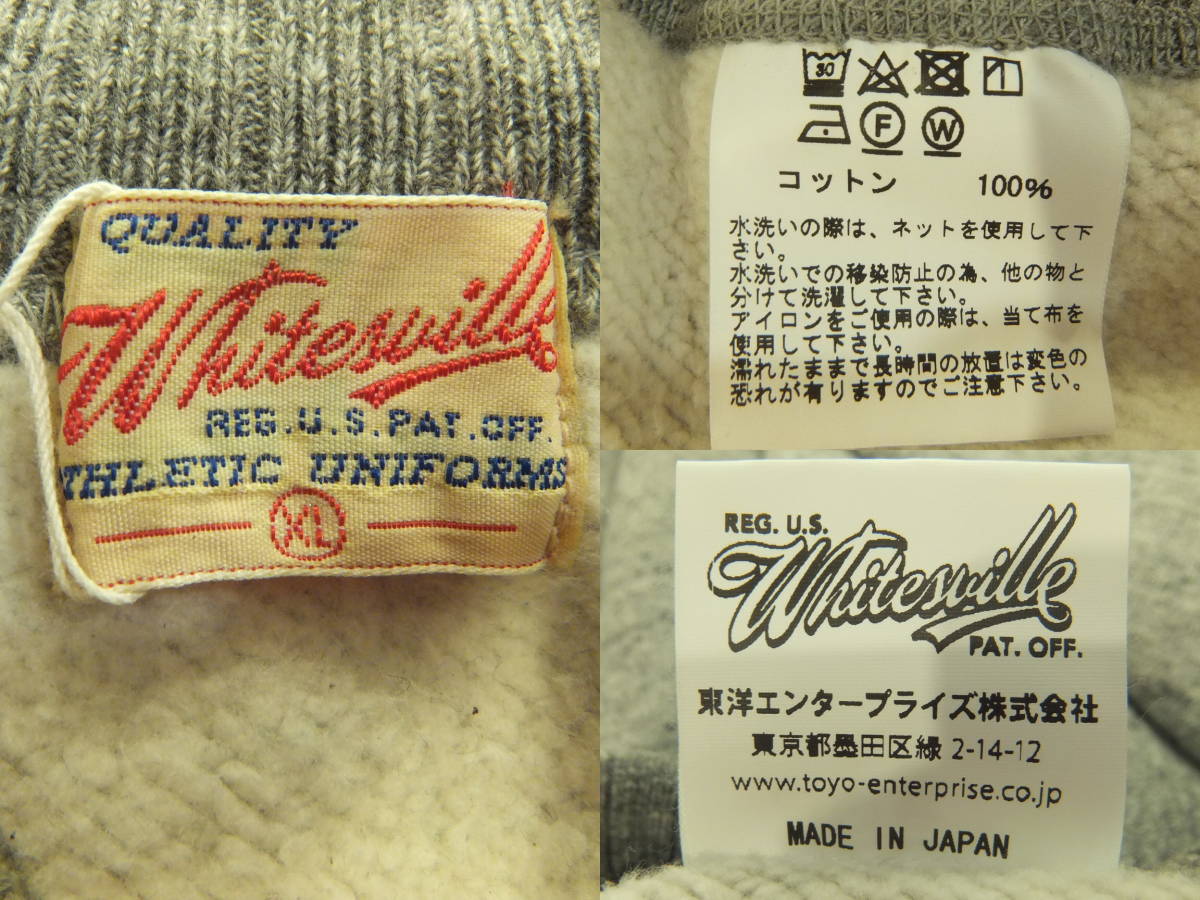 QUALITY
Whitesville
REG.U.S.PAT.OFF.
THLETIC UNIFORMS
XL
30
F W
コットン 100%
水洗いの際は、ネットを使用して下
さい。
水洗いでの移染防止の為、他の物と
分けて洗濯して下さい。
アイロンをご使用の際は、当て布を
使用して下さい。
濡れたままで長時間の放置は変色の
恐れが有りますのでご注意下さい。
REG. U.S.
Whitesville
PAT. OFF.
東洋エンタープライズ株式会社
東京都墨田区緑 2-14-12
www.toyo-enterprise.co.jp
MADE IN JAPAN